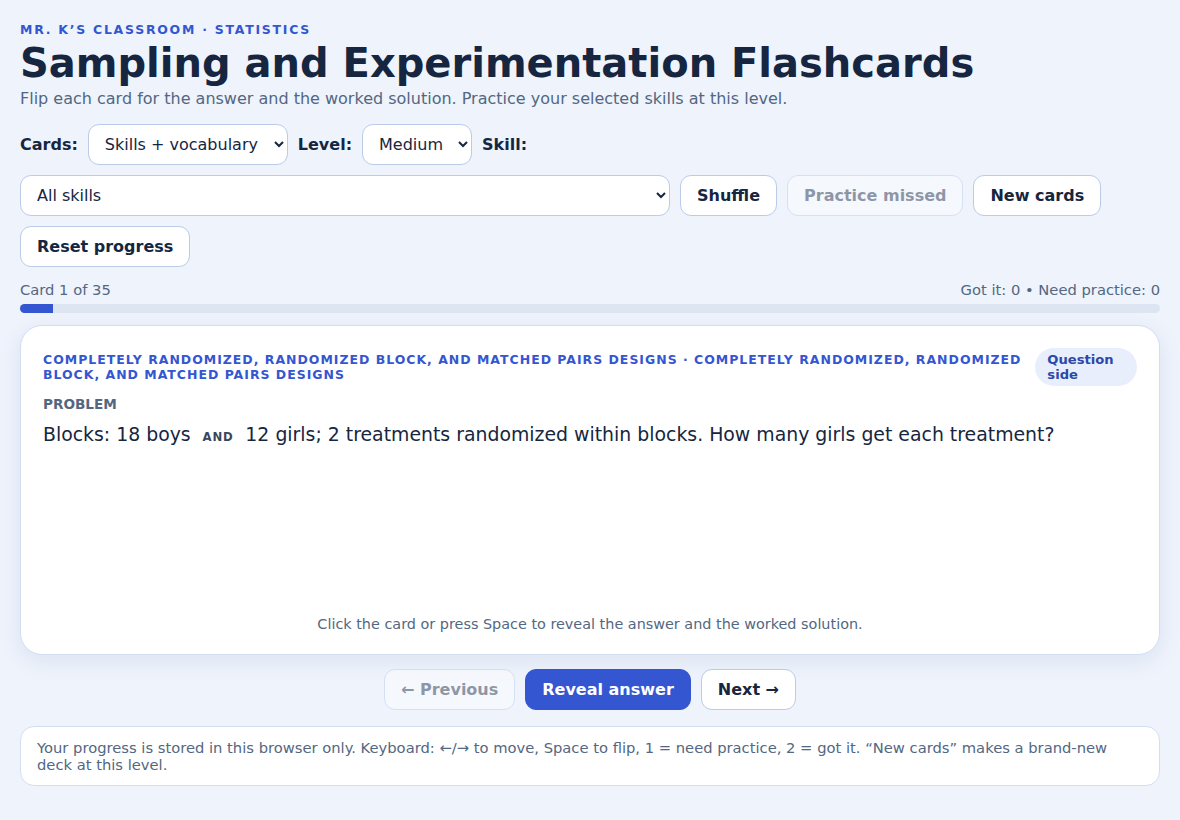 MR. K’S CLASSROOM · STATISTICS
Sampling and Experimentation Flashcards
Flip each card for the answer and the worked solution. Practice your selected skills at this level.
Cards: Skills + vocabulary Level: Medium Skill:
All skills Shuffle Practice missed New cards
Reset progress
Card 1 of 35 Got it: 0 • Need practice: 0
COMPLETELY RANDOMIZED, RANDOMIZED BLOCK, AND MATCHED PAIRS DESIGNS · COMPLETELY RANDOMIZED, RANDOMIZED
BLOCK, AND MATCHED PAIRS DESIGNS
Question
side
PROBLEM
Blocks: 18 boys AND 12 girls; 2 treatments randomized within blocks. How many girls get each treatment?
Click the card or press Space to reveal the answer and the worked solution.
← Previous Reveal answer Next →
Your progress is stored in this browser only. Keyboard: ←/→ to move, Space to flip, 1 = need practice, 2 = got it. “New cards” makes a brand-new
deck at this level.